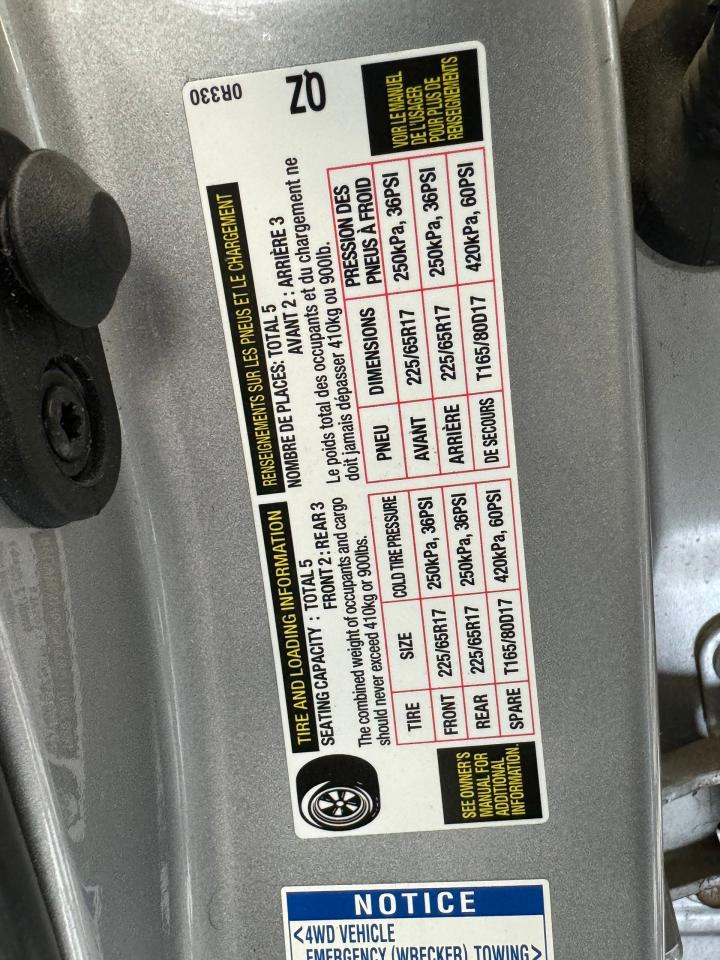 TIRE AND LOADING INFORMATION
SEATING CAPACITY : TOTAL 5
FRONT 2 : REAR 3
The combined weight of occupants and cargo
should never exceed 410kg or 900lbs.
TIRE SIZE COLD TIRE PRESSURE
FRONT 225/65R17 250kPa, 36PSI
REAR 225/65R17 250kPa, 36PSI
SPARE T165/80D17 420kPa, 60PSI
SEE OWNER'S
MANUAL FOR
ADDITIONAL
INFORMATION.
RENSEIGNEMENTS SUR LES PNEUS ET LE CHARGEMENT
NOMBRE DE PLACES: TOTAL 5
AVANT 2 : ARRIÈRE 3
Le poids total des occupants et du chargement ne
doit jamais dépasser 410kg ou 900lb.
PNEU DIMENSIONS PRESSION DES
PNEUS À FROID
AVANT 225/65R17 250kPa, 36PSI
ARRIÈRE 225/65R17 250kPa, 36PSI
DE SECOURS T165/80D17 420kPa, 60PSI
0R330
QZ
VOIR LE MANUEL
DE L'USAGER
POUR PLUS DE
RENSEIGNEMENTS
NOTICE
<4WD VEHICLE
EMERGENCY (WRECKER) TOWING>